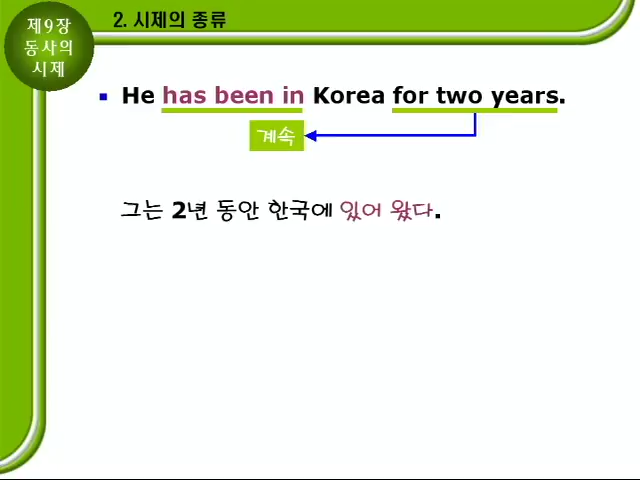 제9장
동사의
시제
2. 시제의 종류
▪ He has been in Korea for two years.
계속
그는 2년 동안 한국에 있어 왔다.